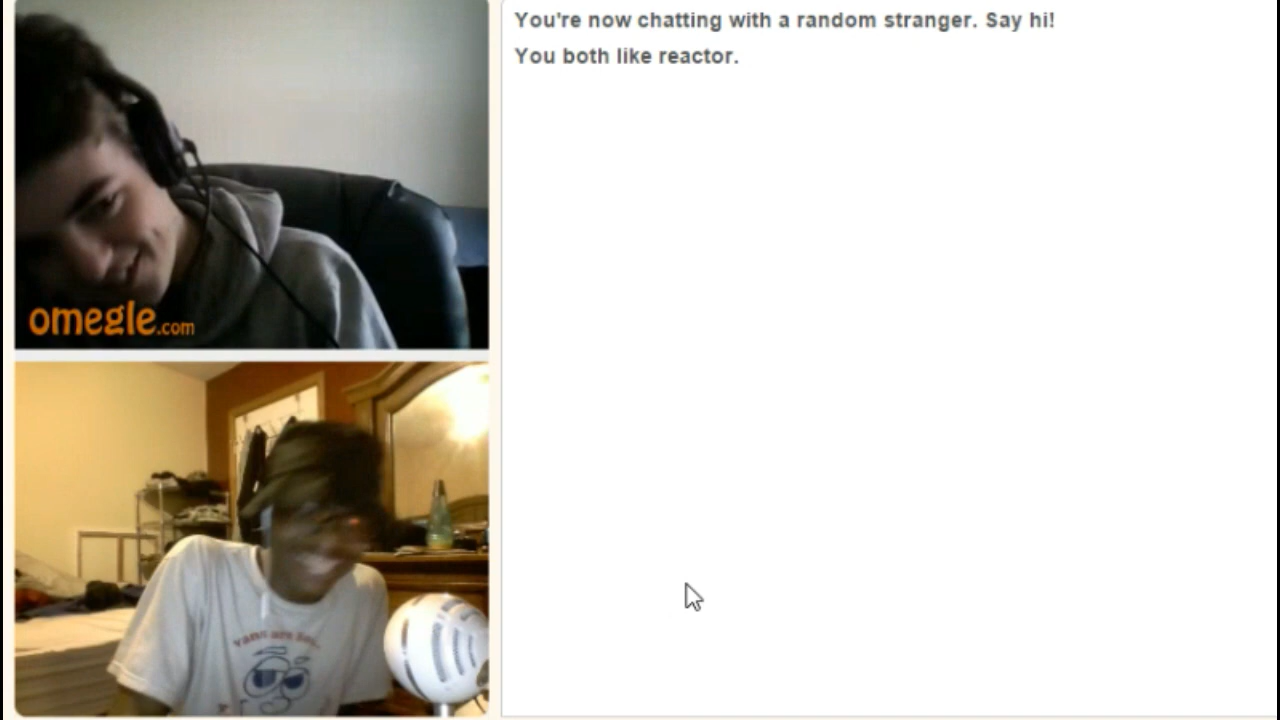 You're now chatting with a random stranger. Say hi!
You both like reactor.
omegle.com